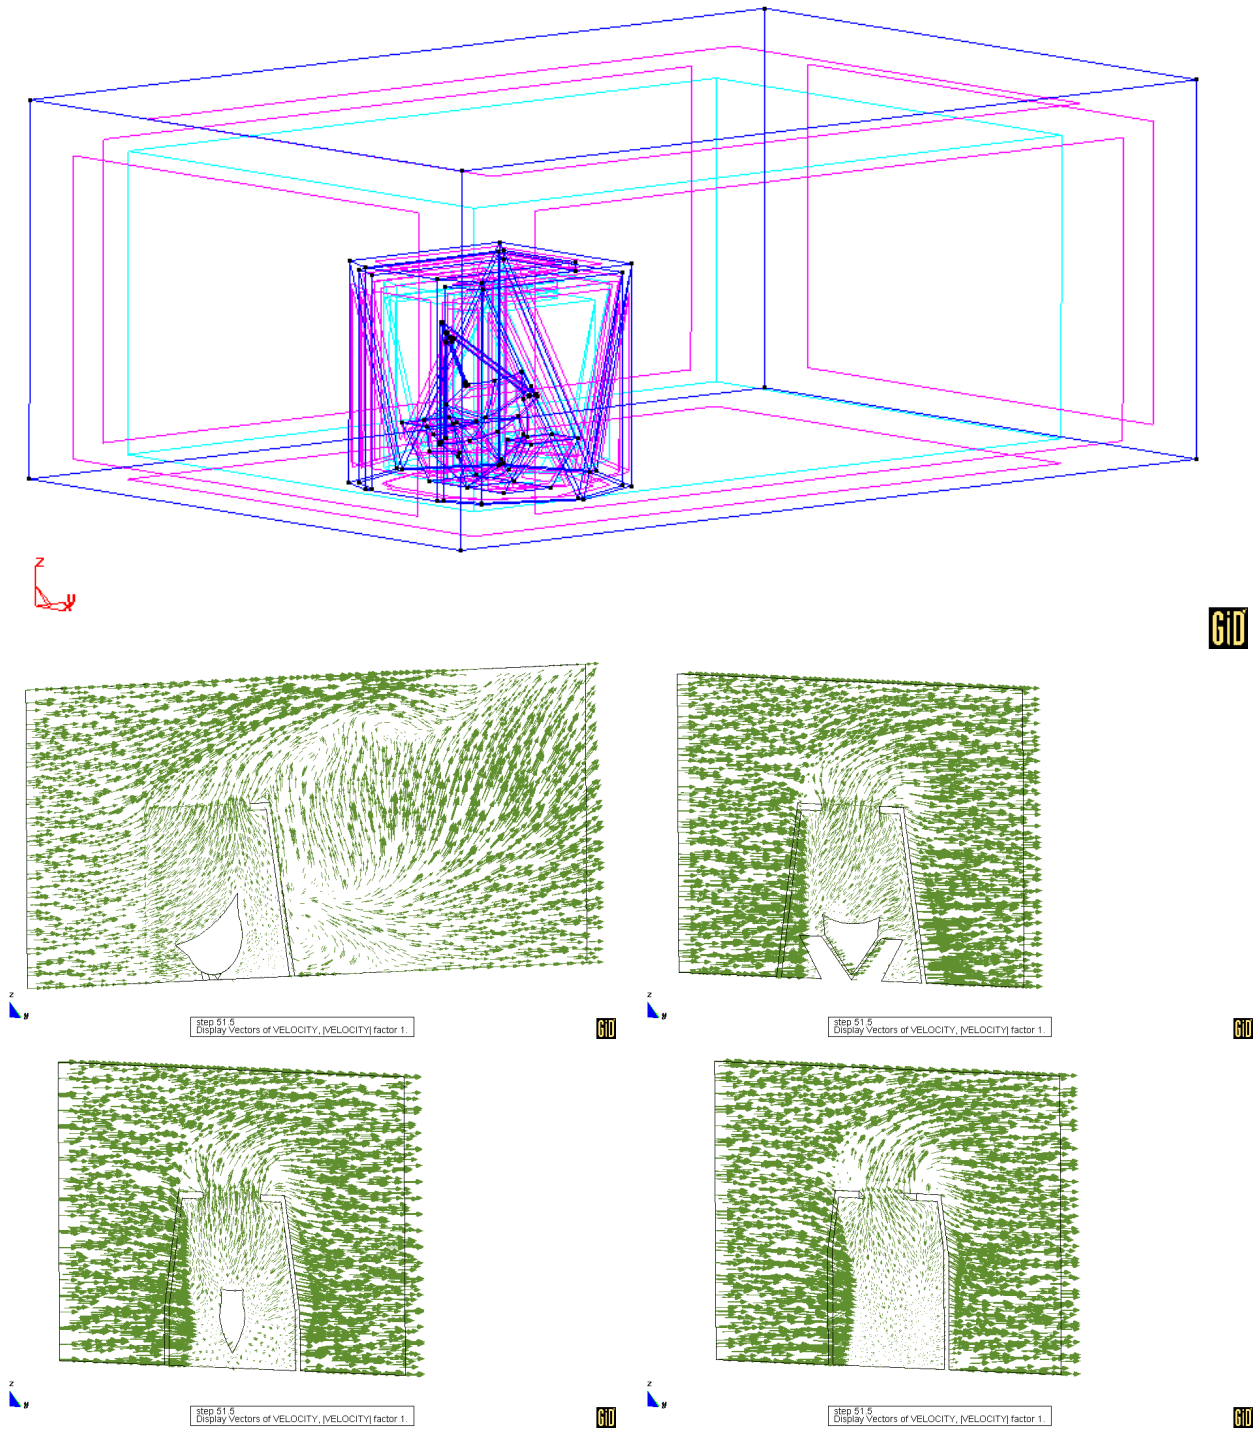 z
y
x
GiD
z
y
step 51.5
Display Vectors of VELOCITY, |VELOCITY| factor 1.
GiD
z
y
step 51.5
Display Vectors of VELOCITY, |VELOCITY| factor 1.
GiD
z
y
step 51.5
Display Vectors of VELOCITY, |VELOCITY| factor 1.
GiD
z
y
step 51.5
Display Vectors of VELOCITY, |VELOCITY| factor 1.
GiD